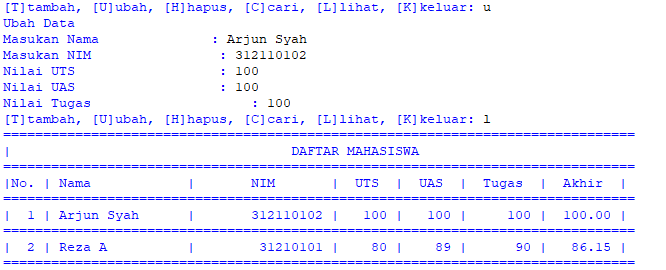 [T]tambah, [U]ubah, [H]hapus, [C]cari, [L]lihat, [K]keluar: u
Ubah Data
Masukan Nama : Arjun Syah
Masukan NIM : 312110102
Nilai UTS : 100
Nilai UAS : 100
Nilai Tugas : 100
[T]tambah, [U]ubah, [H]hapus, [C]cari, [L]lihat, [K]keluar: l
===============================================================================
| DAFTAR MAHASISWA
===============================================================================
|No. | Nama | NIM | UTS | UAS | Tugas | Akhir |
===============================================================================
| 1 | Arjun Syah | 312110102 | 100 | 100 | 100 | 100.00 |
===============================================================================
| 2 | Reza A | 31210101 | 80 | 89 | 90 | 86.15 |
===============================================================================